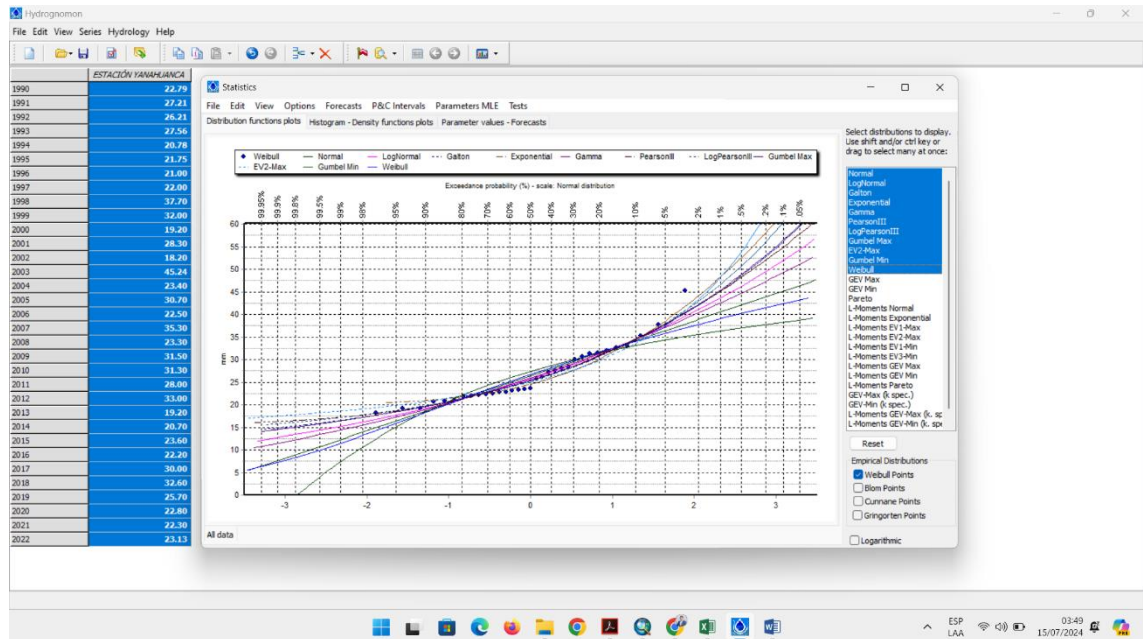 Hydrognomon
File Edit View Series Hydrology Help
ESTACIÓN YANAHUANCA
1990 22.79
1991 27.21
1992 26.21
1993 27.56
1994 20.78
1995 21.75
1996 21.00
1997 22.00
1998 37.70
1999 32.00
2000 19.20
2001 28.30
2002 18.20
2003 45.24
2004 23.40
2005 30.70
2006 22.50
2007 35.30
2008 23.30
2009 31.50
2010 31.30
2011 28.00
2012 33.00
2013 19.20
2014 20.70
2015 23.60
2016 22.20
2017 30.00
2018 32.60
2019 25.70
2020 22.80
2021 22.30
2022 23.13
Statistics
File Edit View Options Forecasts P&C Intervals Parameters MLE Tests
Distribution functions plots Histogram - Density functions plots Parameter values - Forecasts
Weibull Normal LogNormal Galton Exponential Gamma PearsonIII LogPearsonIII Gumbel Max
EV2-Max Gumbel Min Weibull
Exceedance probability (%) - scale: Normal distribution
99.95% 99.9% 99.8% 99.5% 99% 98% 95% 90% 80% 70% 60% 50% 40% 30% 20% 10% 5% 2% 1% .5% .2% .1% .05%
60
55
50
45
40
35
30
25
20
15
10
5
0
mm
-3 -2 -1 0 1 2 3
All data
Select distributions to display.
Use shift and/or ctrl key or
drag to select many at once:
Normal
LogNormal
Galton
Exponential
Gamma
PearsonIII
LogPearsonIII
Gumbel Max
EV2-Max
Gumbel Min
Weibull
GEV Max
GEV Min
Pareto
L-Moments Normal
L-Moments Exponential
L-Moments EV1-Max
L-Moments EV2-Max
L-Moments EV1-Min
L-Moments EV3-Min
L-Moments GEV Max
L-Moments GEV Min
L-Moments Pareto
GEV-Max (k spec.)
GEV-Min (k spec.)
L-Moments GEV-Max (k. sp
L-Moments GEV-Min (k. spe
Reset
Empirical Distributions
Weibull Points
Blom Points
Cunnane Points
Gringorten Points
Logarithmic
ESP
LAA
03:49
15/07/2024